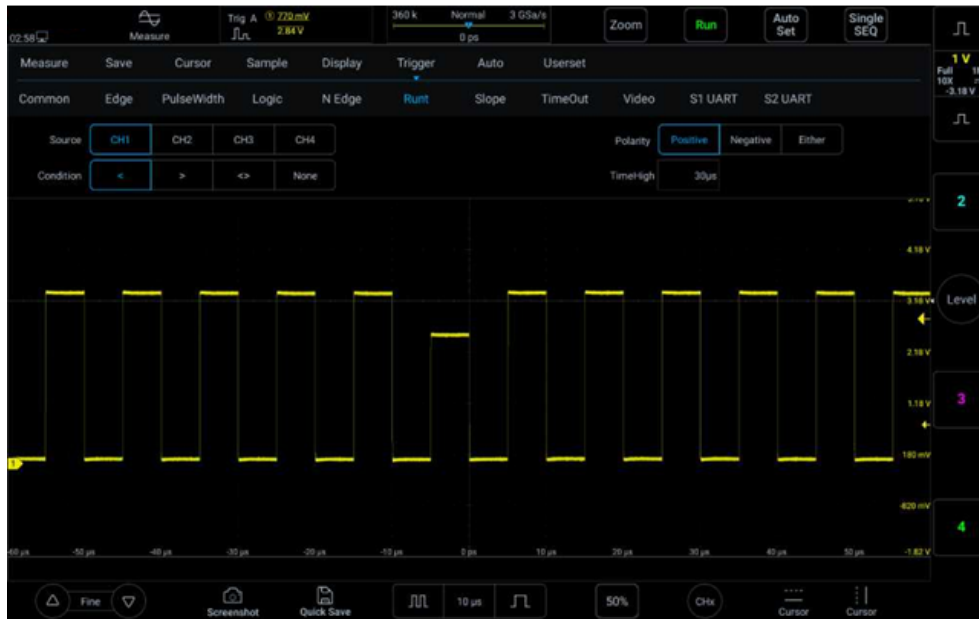 02:58
Measure
Trig A ① 770 mV
2.84 V
360 k Normal 3 GSa/s
0 ps
Zoom
Run
Auto Set
Single SEQ
Measure Save Cursor Sample Display Trigger Auto Userset
Common Edge PulseWidth Logic N Edge Runt Slope TimeOut Video S1 UART S2 UART
Source CH1 CH2 CH3 CH4
Polarity Positive Negative Either
Condition < > <> None
TimeHigh 30µs
1 V
Full
10X
-3.18 V
2
4.18 V
3.18 V
Level
2.18 V
1.18 V
3
1
180 mV
-820 mV
4
-60 µs -50 µs -40 µs -30 µs -20 µs -10 µs 0 ps 10 µs 20 µs 30 µs 40 µs 50 µs -1.82 V
Fine
Screenshot
Quick Save
10 µs
50%
CHx
Cursor
Cursor